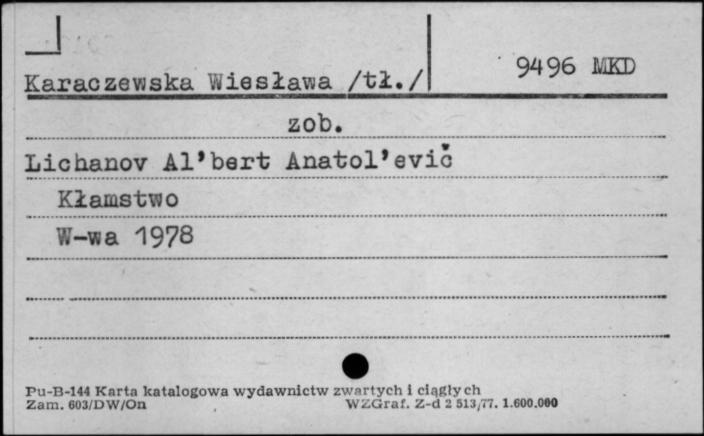 9496 MKD
Karaczewska Wiesława /tł./
zob.
Lichanov Al’bert Anatol’evič
Kłamstwo
W-wa 1978
Pu-B-144 Karta katalogowa wydawnictw zwartych i ciągłych
Zam. 603/DW/On WZGraf. Z-d 2 513/77. 1.600.000